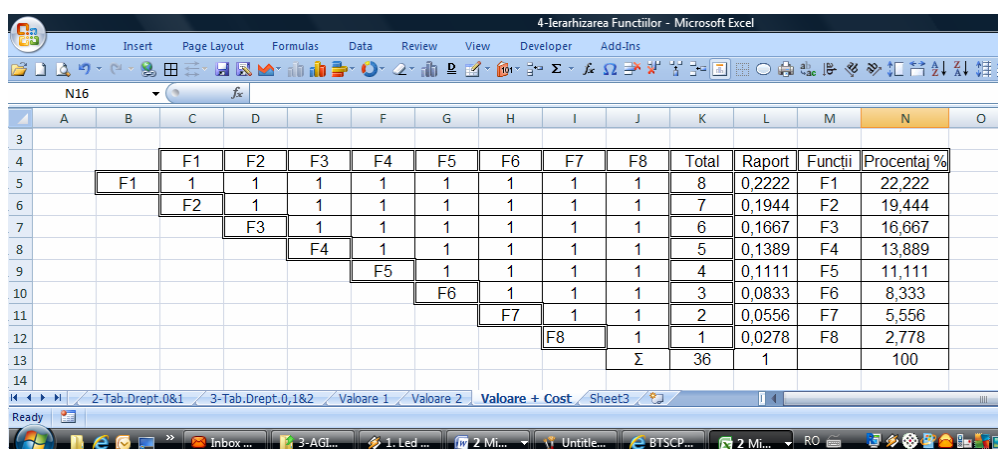 4-Ierarhizarea Functiilor - Microsoft Excel
Home Insert Page Layout Formulas Data Review View Developer Add-Ins
N16 fx
A B C D E F G H I J K L M N O
3
4 F1 F2 F3 F4 F5 F6 F7 F8 Total Raport Funcții Procentaj %
5 F1 1 1 1 1 1 1 1 1 8 0,2222 F1 22,222
6 F2 1 1 1 1 1 1 1 7 0,1944 F2 19,444
7 F3 1 1 1 1 1 1 6 0,1667 F3 16,667
8 F4 1 1 1 1 1 5 0,1389 F4 13,889
9 F5 1 1 1 1 4 0,1111 F5 11,111
10 F6 1 1 1 3 0,0833 F6 8,333
11 F7 1 1 2 0,0556 F7 5,556
12 F8 1 1 0,0278 F8 2,778
13 Σ 36 1 100
14
2-Tab.Drept.0&1 3-Tab.Drept.0,1&2 Valoare 1 Valoare 2 Valoare + Cost Sheet3
Ready
» Inbox ... 3-AGI... 1. Led ... 2 Mi... Untitle... BTSCP... 2 Mi... RO